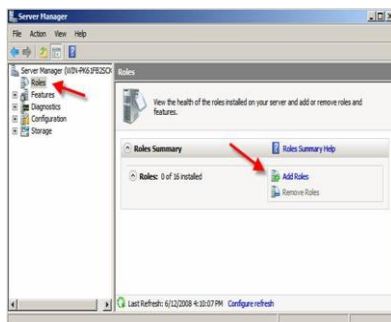 Server Manager
File Action View Help
Server Manager (WIN-PK61FB2SCK
Roles
Features
Diagnostics
Configuration
Storage
Roles
View the health of the roles installed on your server and add or remove roles and
features.
Roles Summary
Roles Summary Help
Roles: 0 of 16 installed
Add Roles
Remove Roles
Last Refresh: 6/12/2008 4:10:07 PM Configure refresh